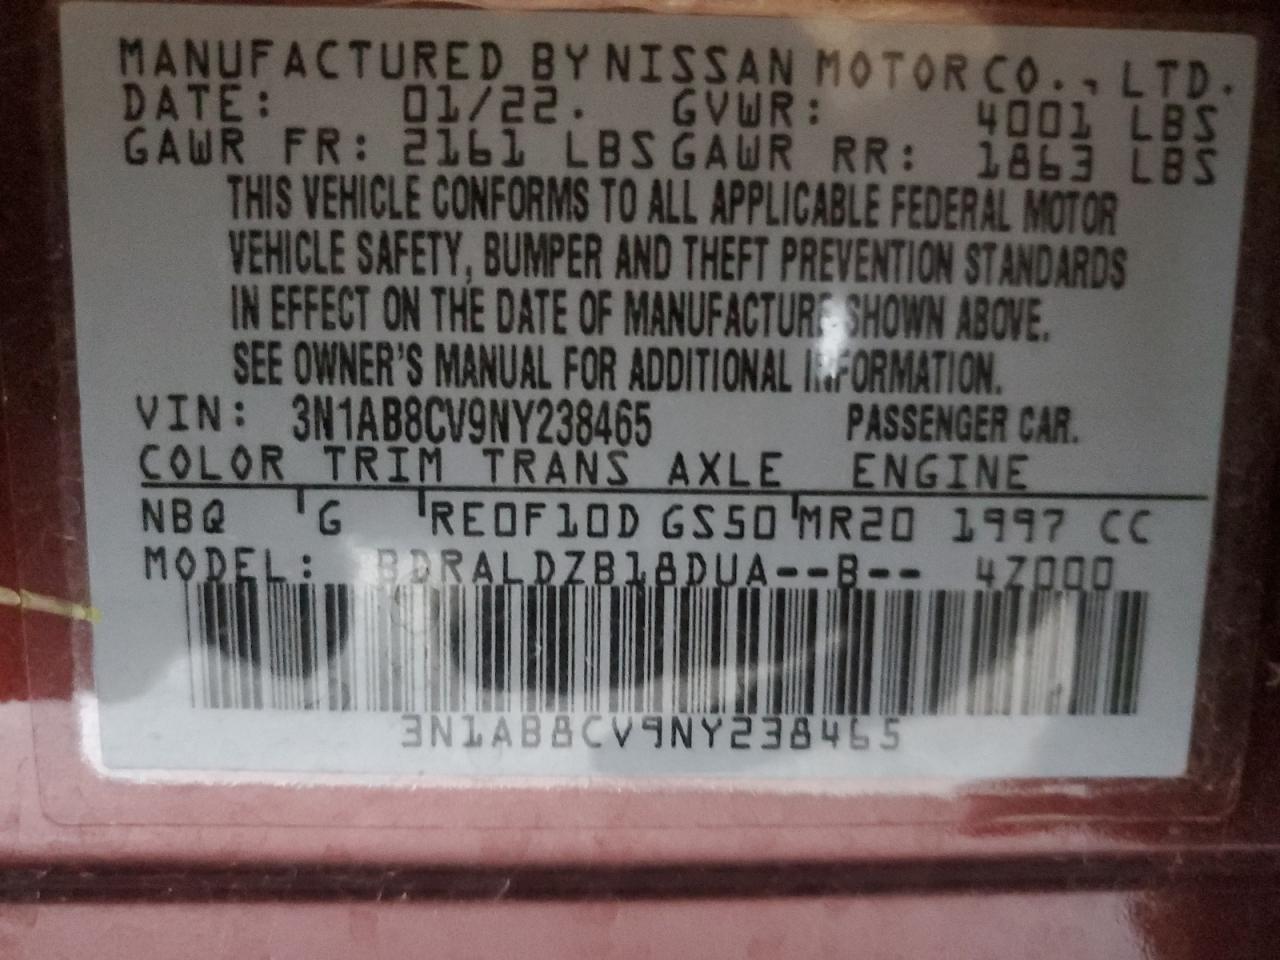 MANUFACTURED BY NISSAN MOTOR CO., LTD.
DATE: 01/22. GVWR: 4001 LBS
GAWR FR: 2161 LBS GAWR RR: 1863 LBS
THIS VEHICLE CONFORMS TO ALL APPLICABLE FEDERAL MOTOR
VEHICLE SAFETY, BUMPER AND THEFT PREVENTION STANDARDS
IN EFFECT ON THE DATE OF MANUFACTURE SHOWN ABOVE.
SEE OWNER'S MANUAL FOR ADDITIONAL INFORMATION.
VIN: 3N1AB8CV9NY238465 PASSENGER CAR.
COLOR TRIM TRANS AXLE ENGINE
NBQ G RE0F10D GS50 MR20 1997 CC
MODEL: BDRALDZB18DUA--B-- 4Z000
3N1AB8CV9NY238465